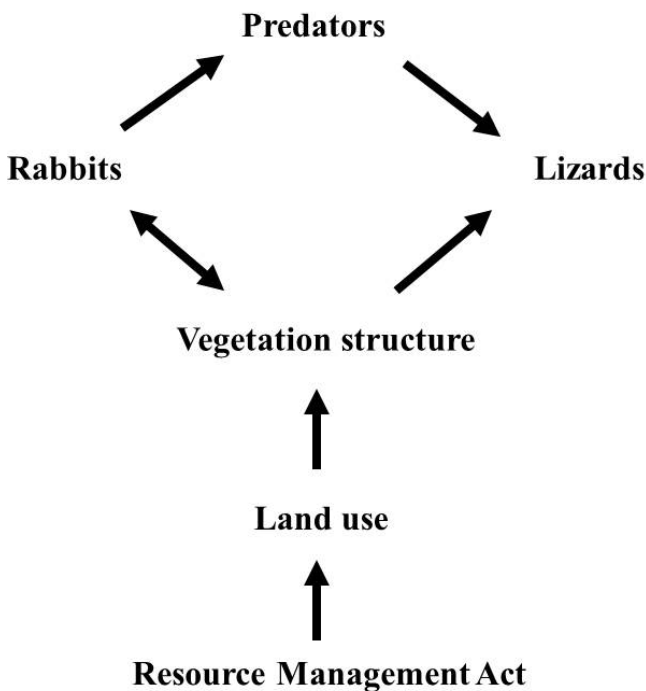 Predators
Rabbits
Lizards
Vegetation structure
Land use
Resource Management Act